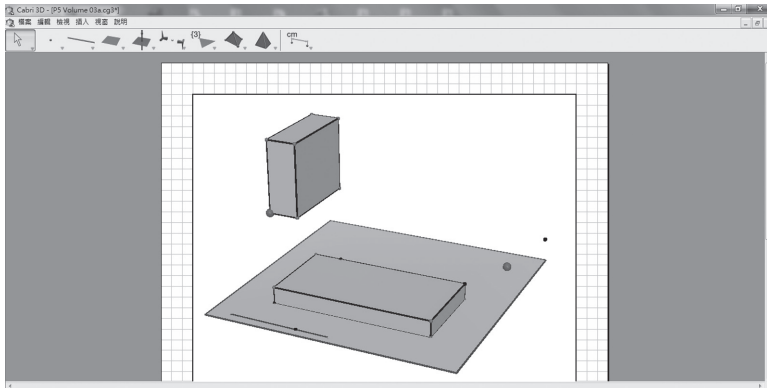 Cabri 3D - [P5 Volume 03a.cg3*]
檔案 編輯 檢視 插入 視窗 說明
{3}
cm